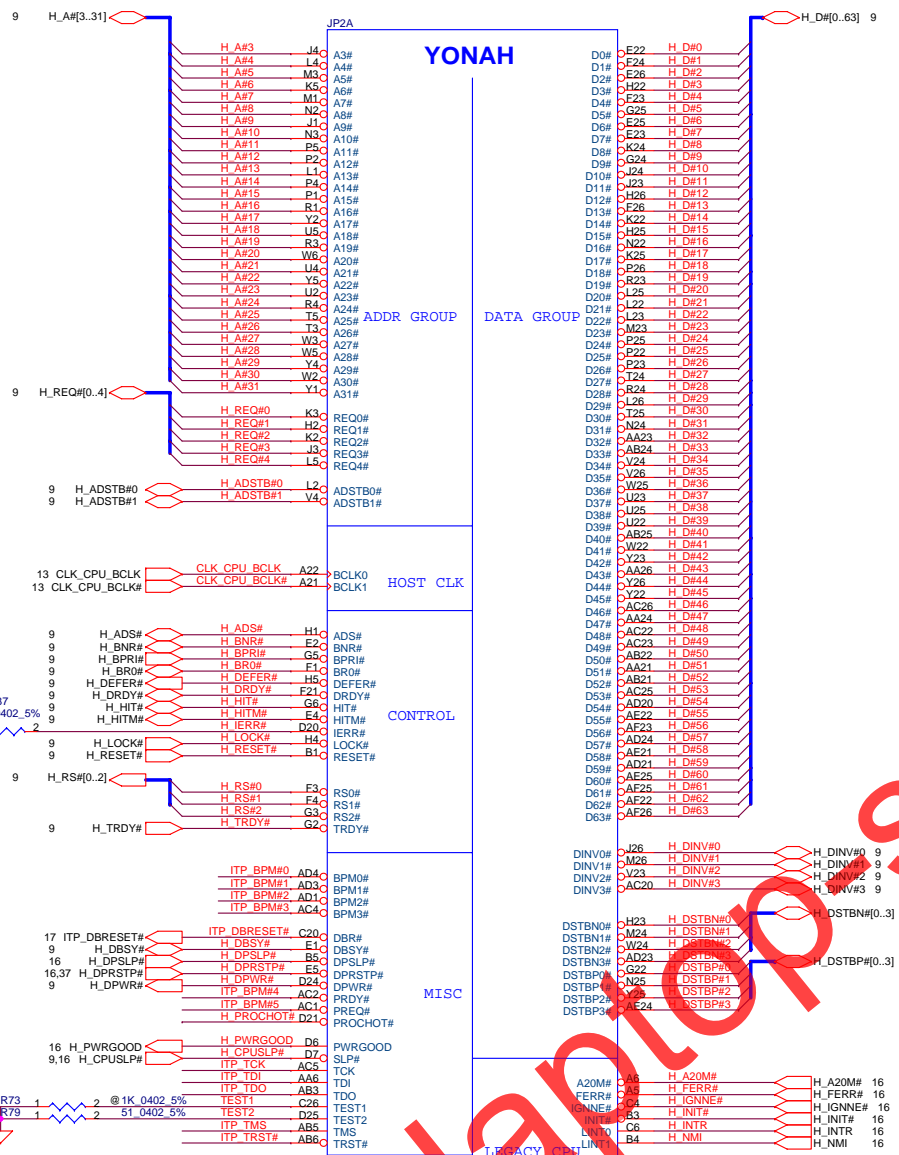 9 H_A#[3..31] JP2A H_D#[0..63] 9
YONAH
H_A#3 J4 A3# D0# E22 H_D#0
H_A#4 L4 A4# D1# F24 H_D#1
H_A#5 M3 A5# D2# E26 H_D#2
H_A#6 K5 A6# D3# H22 H_D#3
H_A#7 M1 A7# D4# F23 H_D#4
H_A#8 N2 A8# D5# G25 H_D#5
H_A#9 J1 A9# D6# E25 H_D#6
H_A#10 N3 A10# D7# E23 H_D#7
H_A#11 P5 A11# D8# K24 H_D#8
H_A#12 P2 A12# D9# G24 H_D#9
H_A#13 L1 A13# D10# J24 H_D#10
H_A#14 P4 A14# D11# J23 H_D#11
H_A#15 P1 A15# D12# H26 H_D#12
H_A#16 R1 A16# D13# F26 H_D#13
H_A#17 Y2 A17# D14# K22 H_D#14
H_A#18 U5 A18# D15# H25 H_D#15
H_A#19 R3 A19# D16# N22 H_D#16
H_A#20 W6 A20# D17# K25 H_D#17
H_A#21 U4 A21# D18# P26 H_D#18
H_A#22 Y5 A22# D19# R23 H_D#19
H_A#23 U2 A23# D20# L25 H_D#20
H_A#24 R4 A24# D21# L22 H_D#21
H_A#25 T5 A25# D22# L23 H_D#22
ADDR GROUP DATA GROUP
H_A#26 T3 A26# D23# M23 H_D#23
H_A#27 W3 A27# D24# P25 H_D#24
H_A#28 W5 A28# D25# P22 H_D#25
H_A#29 Y4 A29# D26# P23 H_D#26
H_A#30 W2 A30# D27# T24 H_D#27
H_A#31 Y1 A31# D28# R24 H_D#28
9 H_REQ#[0..4] D29# L26 H_D#29
H_REQ#0 K3 REQ0# D30# T25 H_D#30
H_REQ#1 H2 REQ1# D31# N24 H_D#31
H_REQ#2 K2 REQ2# D32# AA23 H_D#32
H_REQ#3 J3 REQ3# D33# AB24 H_D#33
H_REQ#4 L5 REQ4# D34# V24 H_D#34
D35# V26 H_D#35
9 H_ADSTB#0 H_ADSTB#0 L2 ADSTB0# D36# W25 H_D#36
9 H_ADSTB#1 H_ADSTB#1 V4 ADSTB1# D37# U23 H_D#37
D38# U25 H_D#38
D39# U22 H_D#39
D40# AB25 H_D#40
D41# W22 H_D#41
D42# Y23 H_D#42
13 CLK_CPU_BCLK CLK_CPU_BCLK A22 BCLK0 D43# AA26 H_D#43
13 CLK_CPU_BCLK# CLK_CPU_BCLK# A21 BCLK1 HOST CLK D44# Y26 H_D#44
D45# Y22 H_D#45
D46# AC26 H_D#46
D47# AA24 H_D#47
9 H_ADS# H_ADS# H1 ADS# D48# AC22 H_D#48
9 H_BNR# H_BNR# E2 BNR# D49# AC23 H_D#49
9 H_BPRI# H_BPRI# G5 BPRI# D50# AB22 H_D#50
9 H_BR0# H_BR0# F1 BR0# D51# AA21 H_D#51
9 H_DEFER# H_DEFER# H5 DEFER# D52# AB21 H_D#52
9 H_DRDY# H_DRDY# F21 DRDY# D53# AC25 H_D#53
9 H_HIT# H_HIT# G6 HIT# D54# AD20 H_D#54
9 H_HITM# H_HITM# E4 HITM# CONTROL D55# AE22 H_D#55
37 402_5% 2 H_IERR# D20 IERR# D56# AF23 H_D#56
9 H_LOCK# H_LOCK# H4 LOCK# D57# AD24 H_D#57
9 H_RESET# H_RESET# B1 RESET# D58# AE21 H_D#58
D59# AD21 H_D#59
9 H_RS#[0..2] D60# AE25 H_D#60
H_RS#0 F3 RS0# D61# AF25 H_D#61
H_RS#1 F4 RS1# D62# AF22 H_D#62
H_RS#2 G3 RS2# D63# AF26 H_D#63
9 H_TRDY# H_TRDY# G2 TRDY#
DINV0# J26 H_DINV#0 H_DINV#0 9
DINV1# M26 H_DINV#1 H_DINV#1 9
ITP_BPM#0 AD4 BPM0# DINV2# V23 H_DINV#2 H_DINV#2 9
ITP_BPM#1 AD3 BPM1# DINV3# AC20 H_DINV#3 H_DINV#3 9
ITP_BPM#2 AD1 BPM2#
ITP_BPM#3 AC4 BPM3# H_DSTBN#[0..3]
DSTBN0# H23 H_DSTBN#0
17 ITP_DBRESET# ITP_DBRESET# C20 DBR# DSTBN1# M24 H_DSTBN#1
9 H_DBSY# H_DBSY# E1 DBSY# DSTBN2# W24 H_DSTBN#2
16 H_DPSLP# H_DPSLP# B5 DPSLP# DSTBN3# AD23 H_DSTBN#3 H_DSTBP#[0..3]
16,37 H_DPRSTP# H_DPRSTP# E5 DPRSTP# DSTBP0# G22 H_DSTBP#0
9 H_DPWR# H_DPWR# D24 DPWR# DSTBP1# N25 H_DSTBP#1
ITP_BPM#4 AC2 PRDY# MISC DSTBP2# Y25 H_DSTBP#2
ITP_BPM#5 AC1 PREQ# DSTBP3# AE24 H_DSTBP#3
H_PROCHOT# D21 PROCHOT#
16 H_PWRGOOD H_PWRGOOD D6 PWRGOOD
9,16 H_CPUSLP# H_CPUSLP# D7 SLP#
ITP_TCK AC5 TCK
ITP_TDI AA6 TDI A20M# A6 H_A20M# H_A20M# 16
ITP_TDO AB3 TDO FERR# A5 H_FERR# H_FERR# 16
R73 1 2 @1K_0402_5% TEST1 C26 TEST1 IGNNE# C4 H_IGNNE# H_IGNNE# 16
R79 1 2 51_0402_5% TEST2 D25 TEST2 INIT# B3 H_INIT# H_INIT# 16
ITP_TMS AB5 TMS LINT0 C6 H_INTR H_INTR 16
ITP_TRST# AB6 TRST# LINT1 B4 H_NMI H_NMI 16
LEGACY CPU
laptop-s